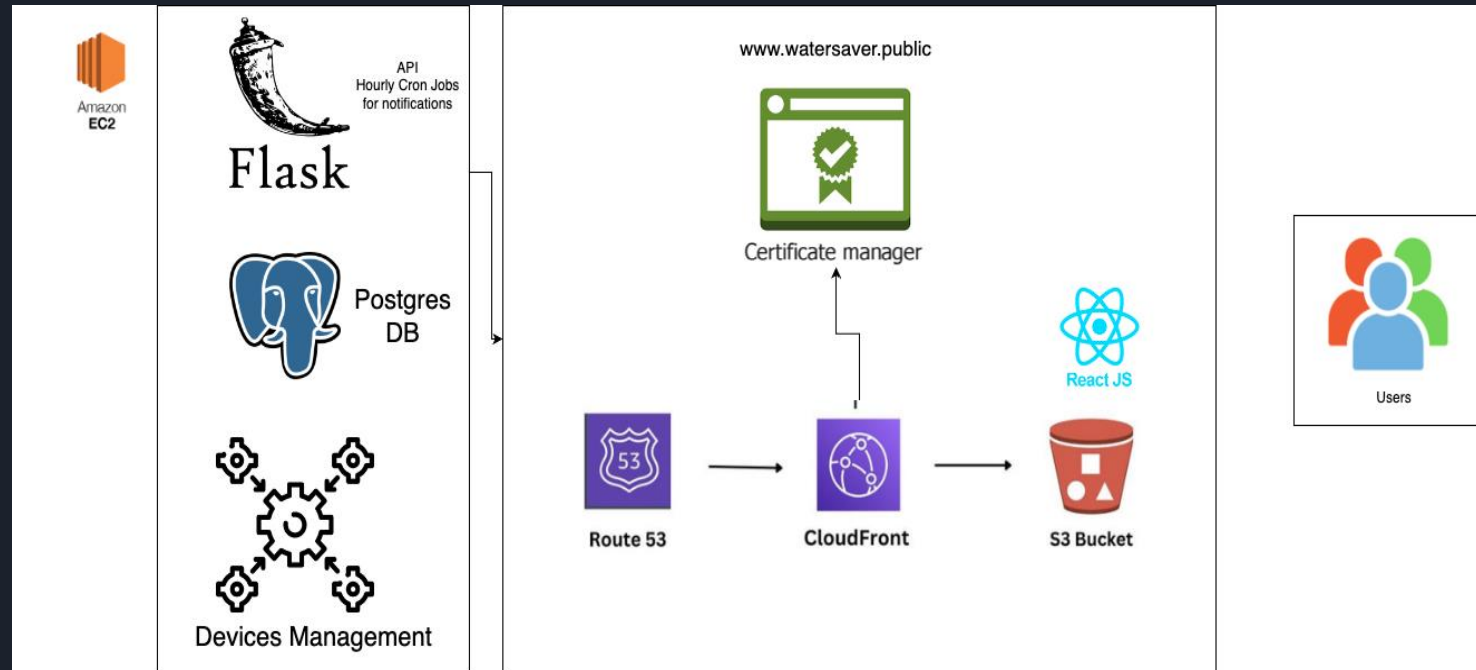 Amazon
EC2
API
Hourly Cron Jobs
for notifications
Flask
Postgres
DB
Devices Management
www.watersaver.public
Certificate manager
React JS
53
Route 53
CloudFront
S3 Bucket
Users